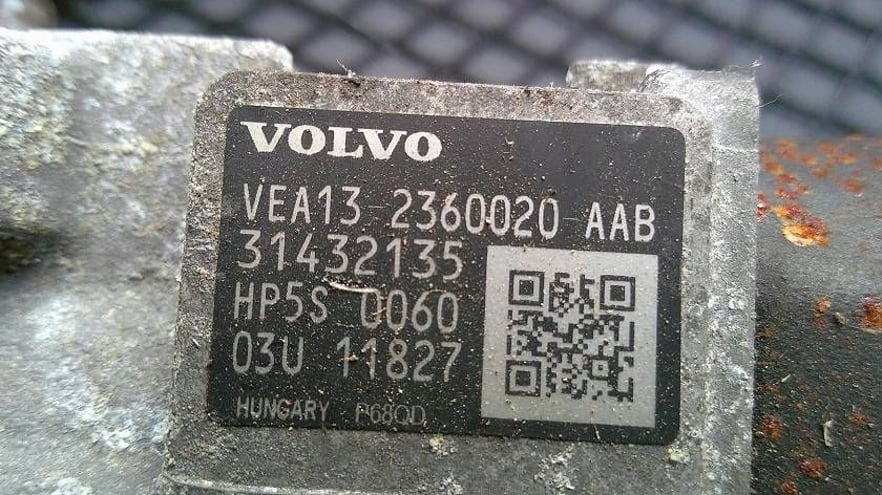 VOLVO
VEA13-2360020-AAB
31432135
HP5S 0060
03U 11827
HUNGARY P68QD